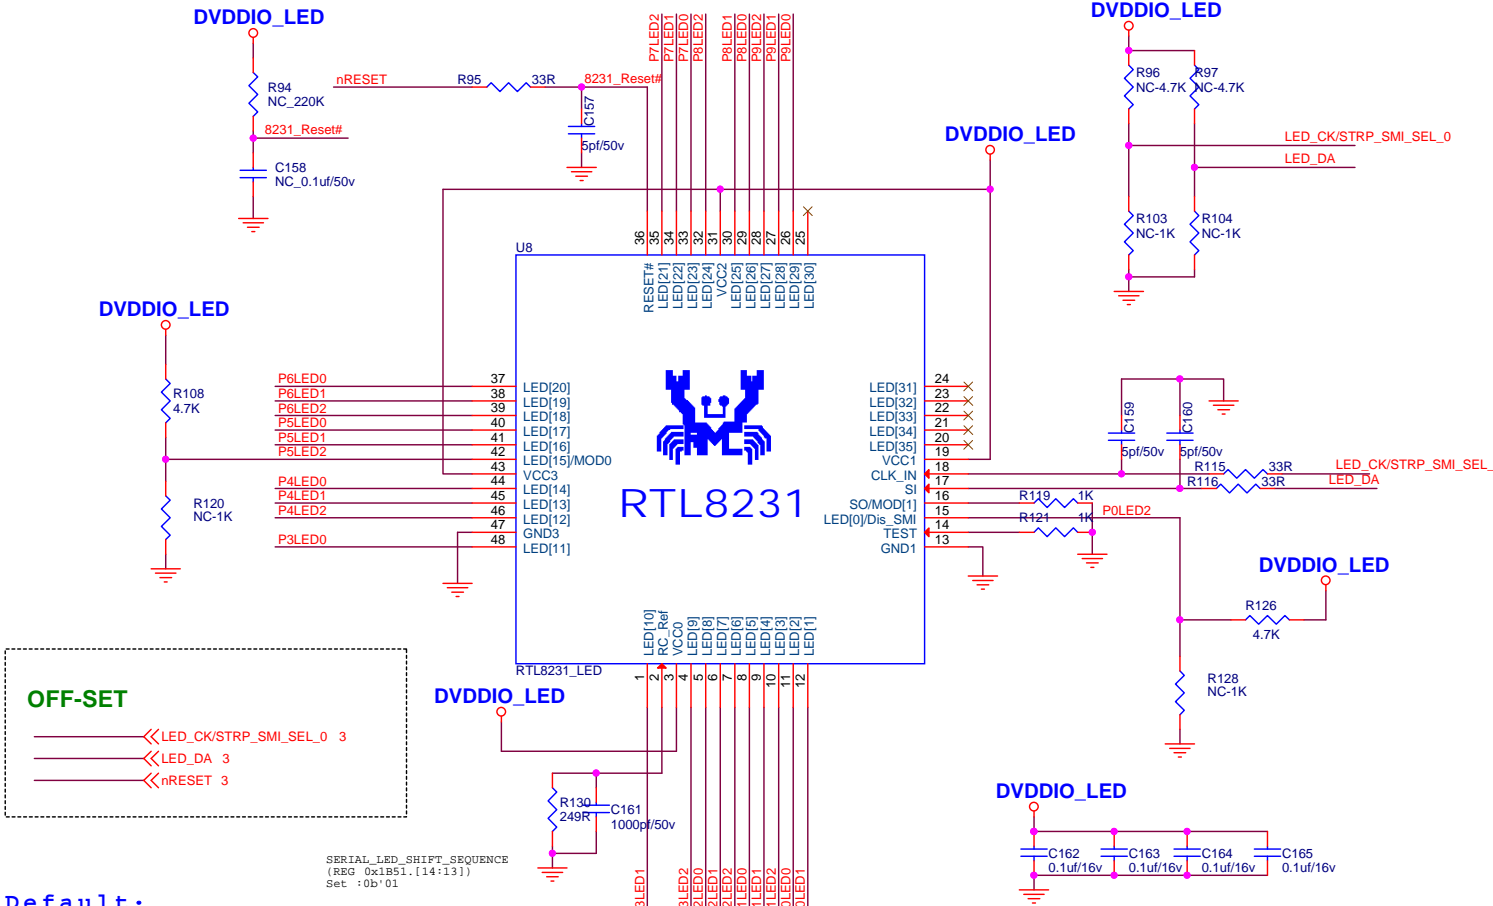 DVDDIO_LED
R94
NC_220K
8231_Reset#
C158
NC_0.1uf/50v
nRESET
R95
33R
8231_Reset#
C157
5pf/50v
P7LED2
P7LED1
P7LED0
P8LED2
P8LED1
P8LED0
P9LED2
P9LED1
P9LED0
DVDDIO_LED
DVDDIO_LED
R96
NC-4.7K
R97
NC-4.7K
LED_CK/STRP_SMI_SEL_0
LED_DA
R103
NC-1K
R104
NC-1K
U8
36
35
34
33
32
31
30
29
28
27
26
25
RESET#
LED[21]
LED[22]
LED[23]
LED[24]
VCC2
LED[25]
LED[26]
LED[27]
LED[28]
LED[29]
LED[30]
DVDDIO_LED
R108
4.7K
R120
NC-1K
P6LED0 37 LED[20]
P6LED1 38 LED[19]
P6LED2 39 LED[18]
P5LED0 40 LED[17]
P5LED1 41 LED[16]
P5LED2 42 LED[15]/MOD0
43 VCC3
P4LED0 44 LED[14]
P4LED1 45 LED[13]
P4LED2 46 LED[12]
47 GND3
P3LED0 48 LED[11]
RTL8231
LED[31] 24
LED[32] 23
LED[33] 22
LED[34] 21
LED[35] 20
VCC1 19
CLK_IN 18
SI 17
SO/MOD[1] 16
LED[0]/Dis_SMI 15
TEST 14
GND1 13
C159
5pf/50v
C160
5pf/50v
R115
33R
LED_CK/STRP_SMI_SEL_
R116
33R
LED_DA
R119
1K
P0LED2
R121
1K
DVDDIO_LED
R126
4.7K
R128
NC-1K
LED[10]
RC_Ref
VCC0
LED[9]
LED[8]
LED[7]
LED[6]
LED[5]
LED[4]
LED[3]
LED[2]
LED[1]
RTL8231_LED
1
2
3
4
5
6
7
8
9
10
11
12
OFF-SET
LED_CK/STRP_SMI_SEL_0 3
LED_DA 3
nRESET 3
DVDDIO_LED
R130
249R
C161
1000pf/50v
DVDDIO_LED
C162
0.1uf/16v
C163
0.1uf/16v
C164
0.1uf/16v
C165
0.1uf/16v
SERIAL_LED_SHIFT_SEQUENCE
(REG 0x1B51.[14:13])
Set :0b'01
Default: